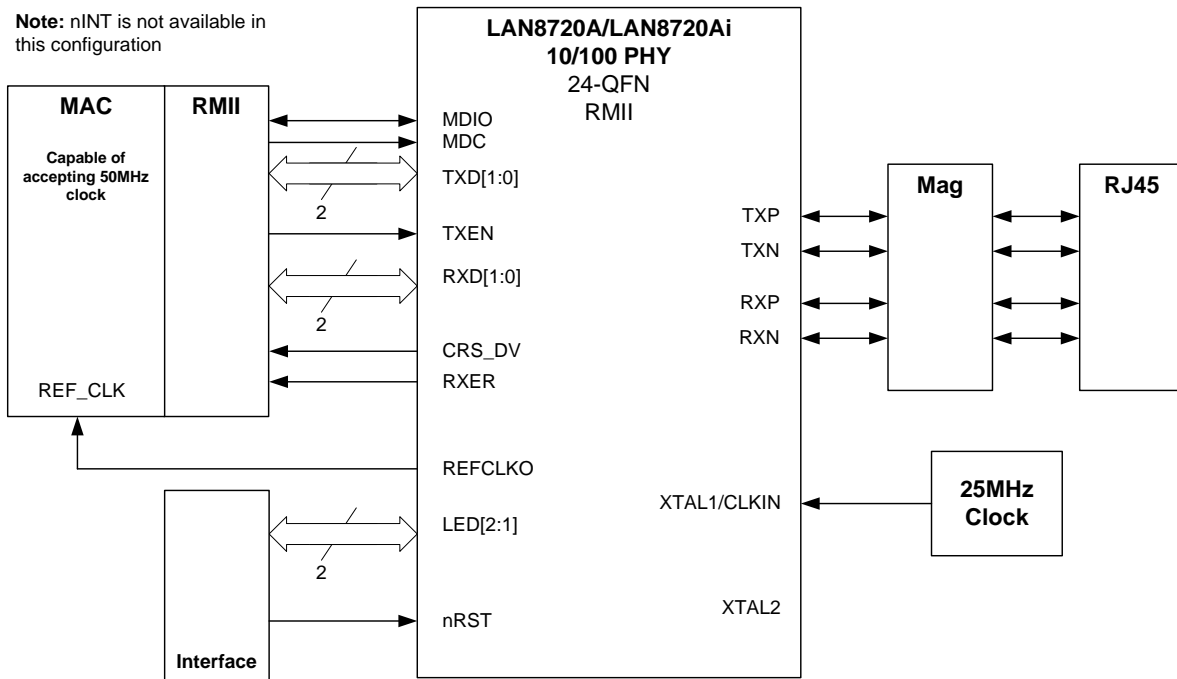 Note: nINT is not available in
this configuration
LAN8720A/LAN8720Ai
10/100 PHY
24-QFN
RMII
MAC
RMII
Capable of
accepting 50MHz
clock
REF_CLK
MDIO
MDC
TXD[1:0]
2
TXEN
RXD[1:0]
2
CRS_DV
RXER
REFCLKO
LED[2:1]
2
nRST
Interface
TXP
TXN
RXP
RXN
Mag
RJ45
XTAL1/CLKIN
25MHz
Clock
XTAL2